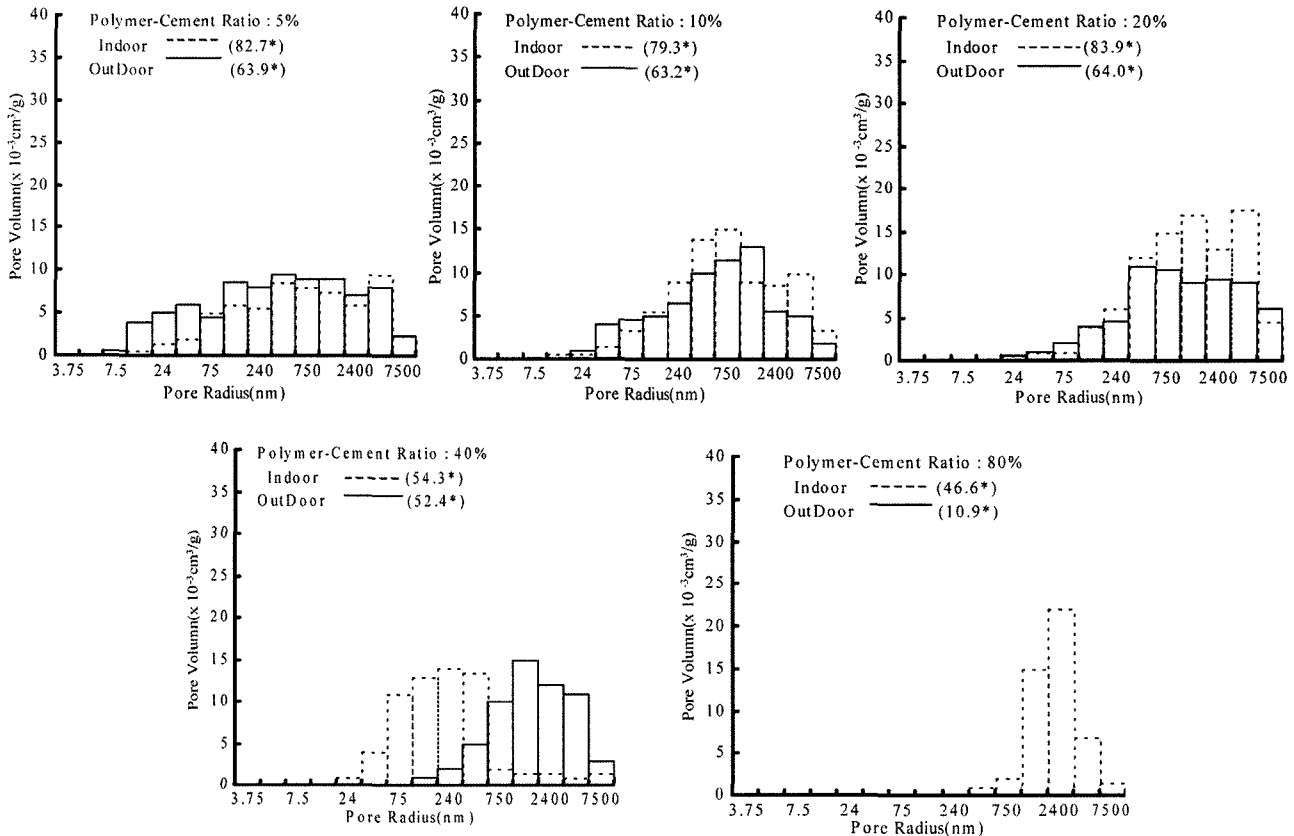 Polymer-Cement Ratio : 5%
Indoor (82.7*)
OutDoor (63.9*)
Pore Volumn(x 10⁻³cm³/g)
40
35
30
25
20
15
10
5
0
3.75 7.5 24 75 240 750 2400 7500
Pore Radius(nm)
Polymer-Cement Ratio : 10%
Indoor (79.3*)
OutDoor (63.2*)
Pore Volumn(x 10⁻³cm³/g)
40
35
30
25
20
15
10
5
0
3.75 7.5 24 75 240 750 2400 7500
Pore Radius(nm)
Polymer-Cement Ratio : 20%
Indoor (83.9*)
OutDoor (64.0*)
Pore Volumn(x 10⁻³cm³/g)
40
35
30
25
20
15
10
5
0
3.75 7.5 24 75 240 750 2400 7500
Pore Radius(nm)
Polymer-Cement Ratio : 40%
Indoor (54.3*)
OutDoor (52.4*)
Pore Volumn(x 10⁻³cm³/g)
40
35
30
25
20
15
10
5
0
3.75 7.5 24 75 240 750 2400 7500
Pore Radius(nm)
Polymer-Cement Ratio : 80%
Indoor (46.6*)
OutDoor (10.9*)
Pore Volumn(x 10⁻³cm³/g)
40
35
30
25
20
15
10
5
0
3.75 7.5 24 75 240 750 2400 7500
Pore Radius(nm)